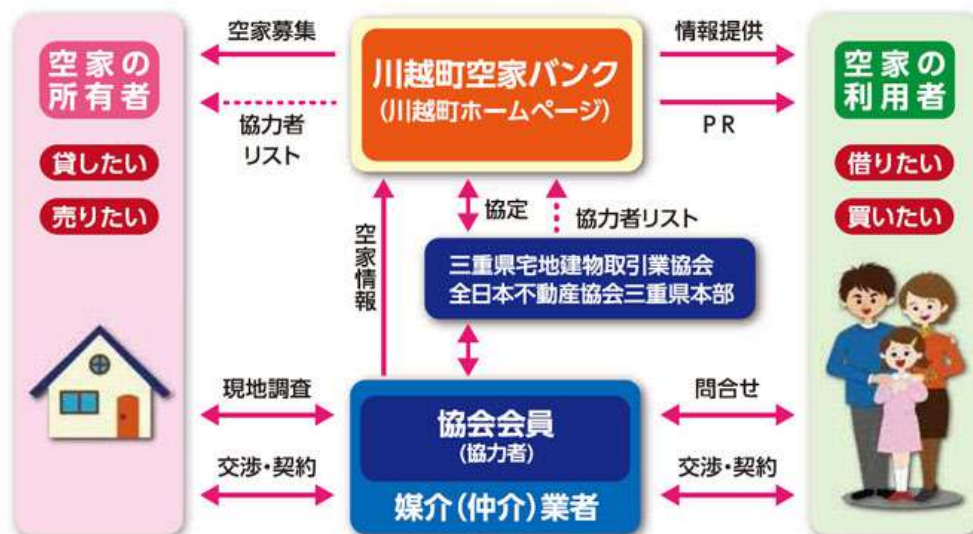 空家の
所有者
貸したい
売りたい
空家募集
協力者
リスト
川越町空家バンク
(川越町ホームページ)
情報提供
PR
空家の
利用者
借りたい
買いたい
空家情報
協定
協力者リスト
三重県宅地建物取引業協会
全日本不動産協会三重県本部
現地調査
交渉・契約
協会会員
(協力者)
媒介(仲介)業者
問合せ
交渉・契約